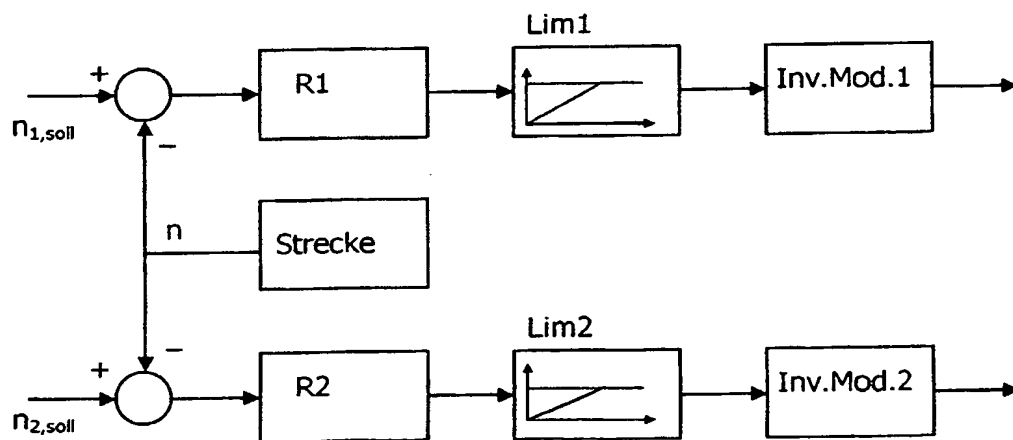 Lim1
+
R1
Inv.Mod.1
n1,soll
−
n
Strecke
Lim2
−
+
R2
Inv.Mod.2
n2,soll